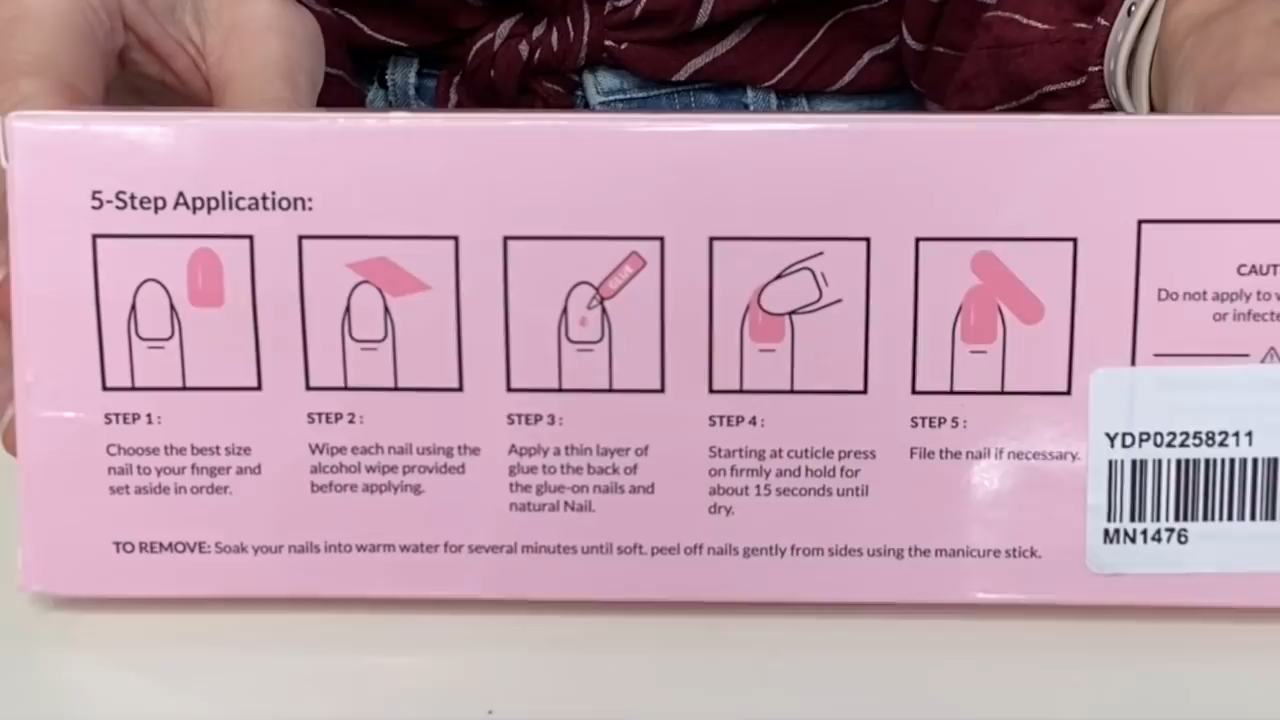 5-Step Application:
GLUE
STEP 1:
Choose the best size
nail to your finger and
set aside in order.
STEP 2:
Wipe each nail using the
alcohol wipe provided
before applying.
STEP 3:
Apply a thin layer of
glue to the back of
the glue-on nails and
natural Nail.
STEP 4:
Starting at cuticle press
on firmly and hold for
about 15 seconds until
dry.
STEP 5:
File the nail if necessary.
TO REMOVE: Soak your nails into warm water for several minutes until soft. peel off nails gently from sides using the manicure stick.
CAUT
Do not apply to
or infecte
YDP02258211
MN1476